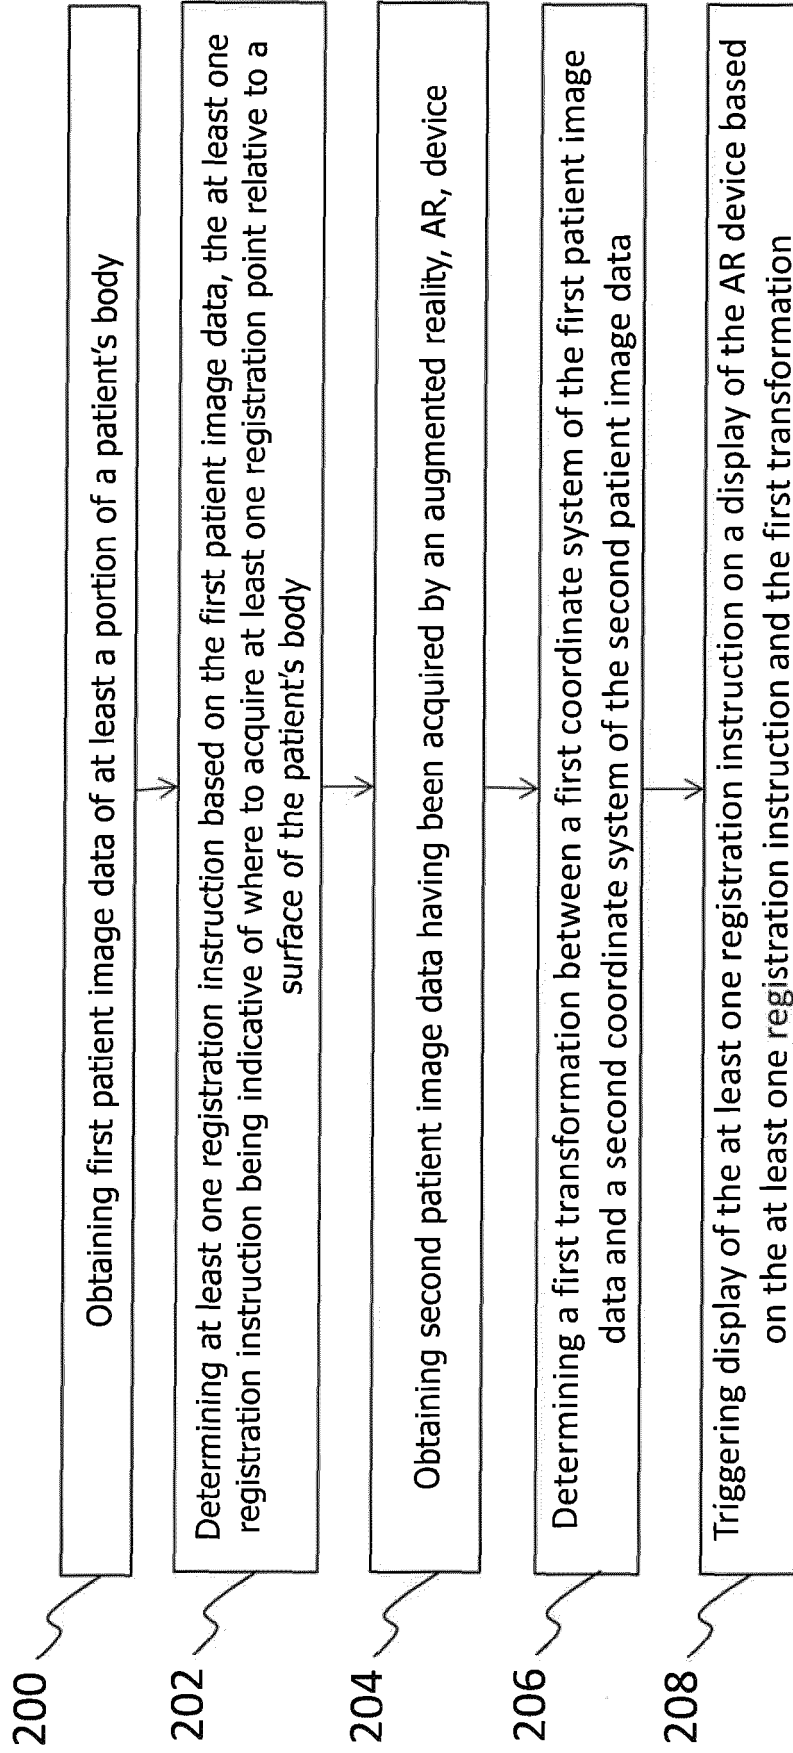 200
Obtaining first patient image data of at least a portion of a patient's body
202
Determining at least one registration instruction based on the first patient image data, the at least one
registration instruction being indicative of where to acquire at least one registration point relative to a
surface of the patient's body
204
Obtaining second patient image data having been acquired by an augmented reality, AR, device
206
Determining a first transformation between a first coordinate system of the first patient image
data and a second coordinate system of the second patient image data
208
Triggering display of the at least one registration instruction on a display of the AR device based
on the at least one registration instruction and the first transformation